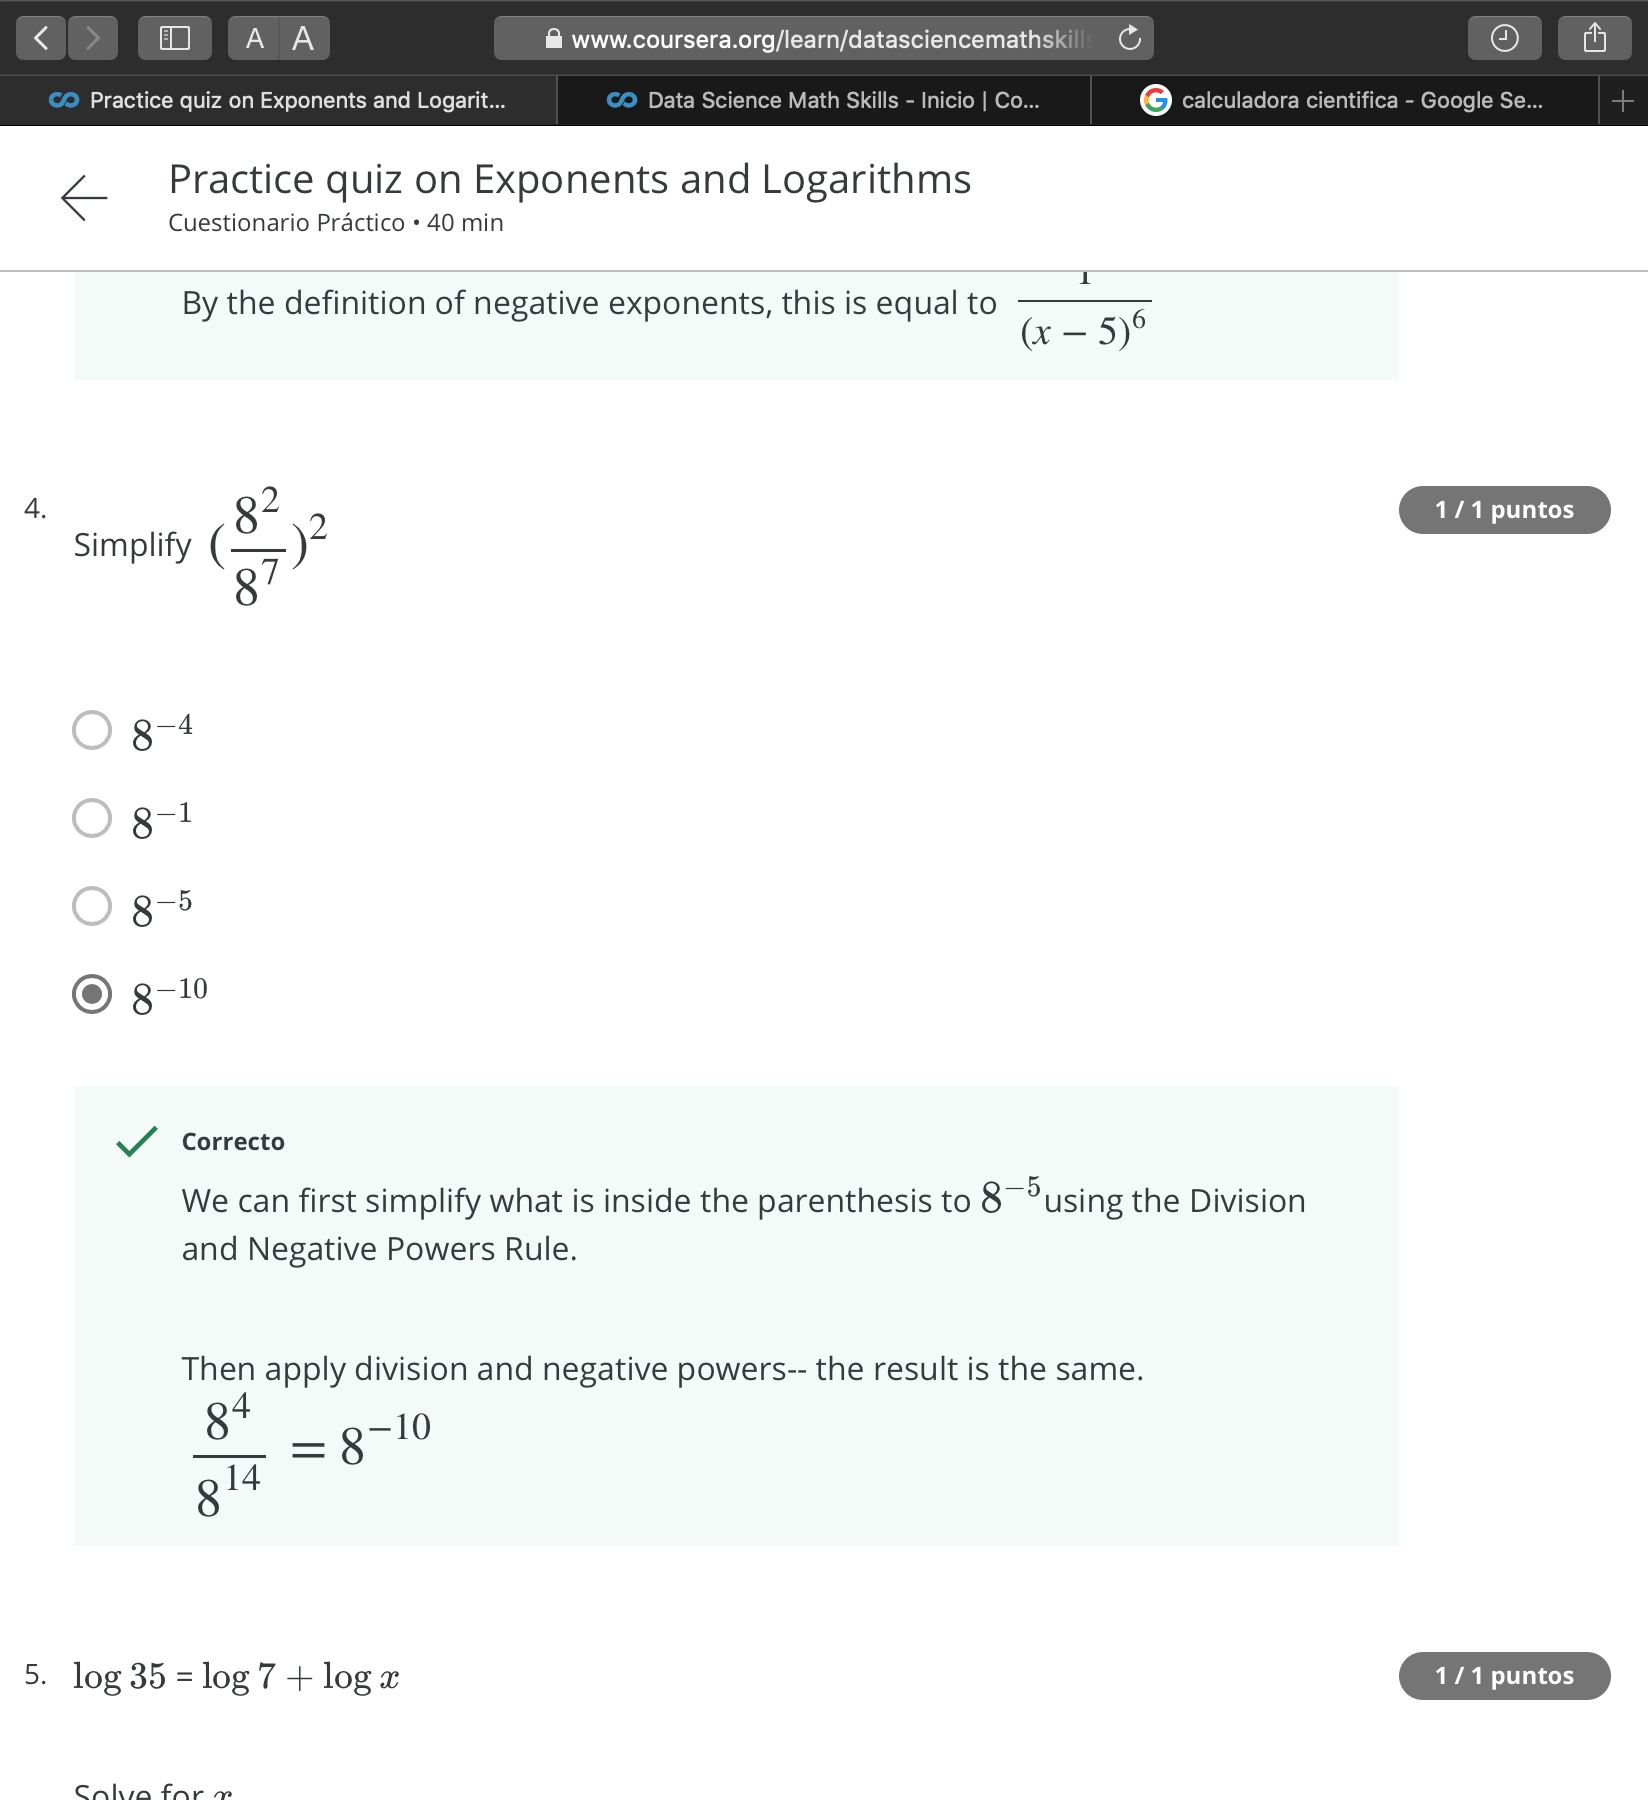 A A
www.coursera.org/learn/datasciencemathskills
Practice quiz on Exponents and Logarit...
Data Science Math Skills - Inicio | Co...
calculadora cientifica - Google Se...
Practice quiz on Exponents and Logarithms
Cuestionario Práctico • 40 min
By the definition of negative exponents, this is equal to 1/(x − 5)^6
4.
Simplify (8^2/8^7)^2
1 / 1 puntos
8^−4
8^−1
8^−5
8^−10
Correcto
We can first simplify what is inside the parenthesis to 8^−5 using the Division
and Negative Powers Rule.
Then apply division and negative powers-- the result is the same.
8^4/8^14 = 8^−10
5. log 35 = log 7 + log x
1 / 1 puntos
Solve for x